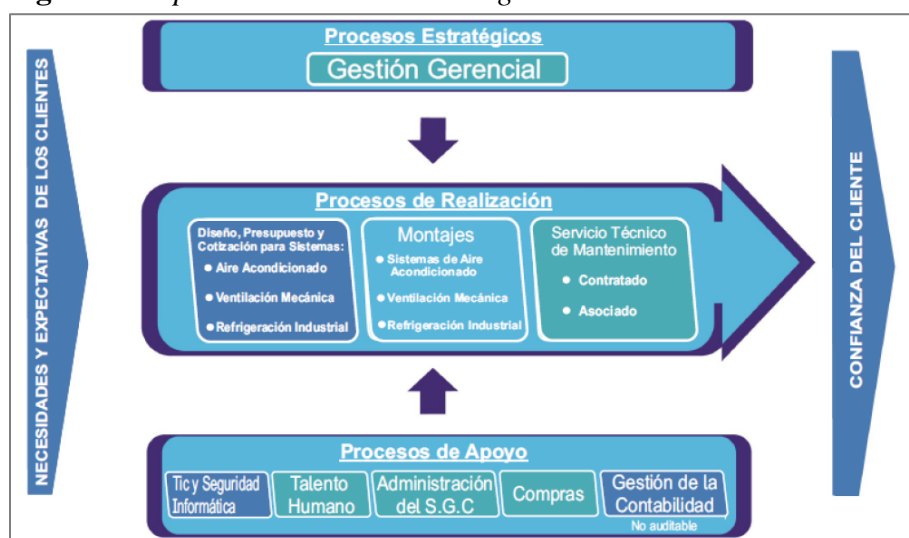 NECESIDADES Y EXPECTATIVAS DE LOS CLIENTES
Procesos Estratégicos
Gestión Gerencial
Procesos de Realización
Diseño, Presupuesto y
Cotización para Sistemas:
● Aire Acondicionado
● Ventilación Mecánica
● Refrigeración Industrial
Montajes
● Sistemas de Aire
Acondicionado
● Ventilación Mecánica
● Refrigeración Industrial
Servicio Técnico
de Mantenimiento
● Contratado
● Asociado
Procesos de Apoyo
Tic y Seguridad
Informática
Talento
Humano
Administración
del S.G.C
Compras
Gestión de la
Contabilidad
No auditable
CONFIANZA DEL CLIENTE